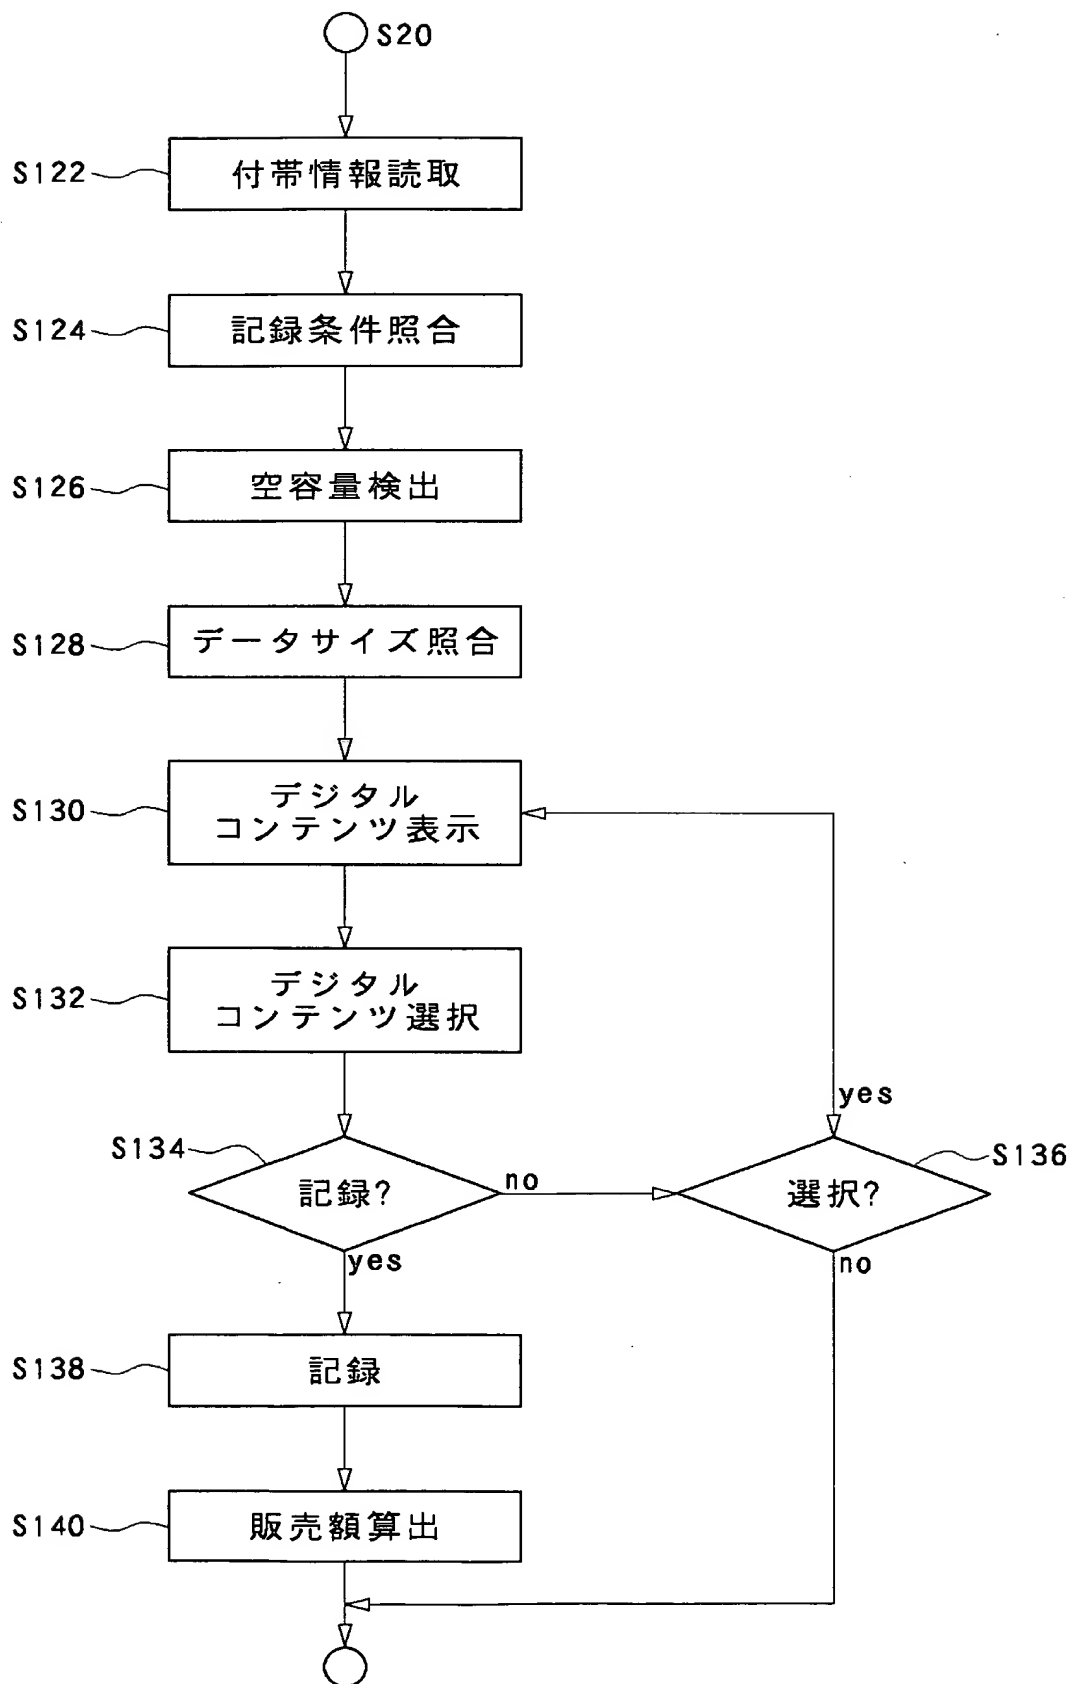 S20
S122
付帯情報読取
S124
記録条件照合
S126
空容量検出
S128
データサイズ照合
S130
デジタル
コンテンツ表示
S132
デジタル
コンテンツ選択
yes
S134
記録?
no
選択?
S136
yes
no
S138
記録
S140
販売額算出